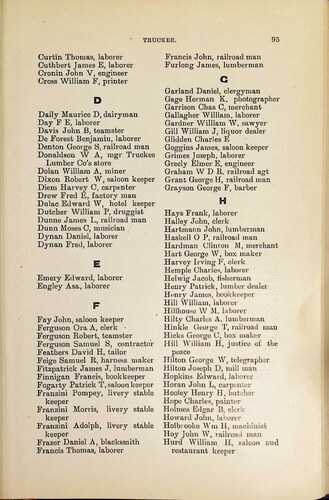 TRUCKEE. 95
Curtin Thomas, laborer
Cuthbert James E, laborer
Cronin John V, engineer
Cross William F, printer
D
Daily Maurice D, dairyman
Day F E, laborer
Davis John B, teamster
De Forest Benjamin, laborer
Denton George S, railroad man
Donaldson W A, mgr Truckee
Lumber Co's store
Dolan William A, miner
Dixon Robert W, saloon keeper
Diem Harvey C, carpenter
Drew Fred E, factory man
Dulac Edward W, hotel keeper
Dutcher William P, druggist
Dunne James L, railroad man
Dunn Moses C, musician
Dynan Daniel, laborer
Dynan Fred, laborer
E
Emery Edward, laborer
Engley Asa, laborer
F
Fay John, saloon keeper
Ferguson Ora A, clerk
Ferguson Robert, teamster
Ferguson Samuel S, contractor
Feathers David H, tailor
Feige Samuel R, harness maker
Fitzpatrick James J, lumberman
Finnigan Francis, bookkeeper
Fogarty Patrick T, saloon keeper
Franzini Pompey, livery stable
keeper
Franzini Morris, livery stable
keeper
Franzini Adolph, livery stable
keeper
Frazer Daniel A, blacksmith
Francis Thomas, laborer
Francis John, railroad man
Furlong James, lumberman
G
Garland Daniel, clergyman
Gage Herman K, photographer
Garrison Chas C, merchant
Gallagher William, laborer
Gardner William W, sawyer
Gill William J, liquor dealer
Glidden Charles E
Goggins James, saloon keeper
Grimes Joseph, laborer
Greely Elmer E, engineer
Graham W D R, railroad agt
Grant George H, railroad man
Grayson George F, barber
H
Hays Frank, laborer
Halley John, clerk
Hartmann John, lumberman
Haskell O P, railroad man
Hardman Clinton M, merchant
Hart George W, box maker
Harvey Irving F, clerk
Hemple Charles, laborer
Helwig Jacob, fisherman
Henry Patrick, lumber dealer
Henry James, bookkeeper
Hill William, laborer
Hillhouse W M, laborer
Hilty Charles A, lumberman
Hinkle George T, railroad man
Hicks George C, box maker
Hill William H, justice of the
peace
Hilton George W, telegrapher
Hilton Joseph D, mill man
Hopkins Edward, laborer
Horan John L, carpenter
Hooley Henry H, butcher
Hope Charles, painter
Holmes Edgar B, clerk
Howard John, laborer
Holbrooke Wm H, machinist
Hoy John W, railroad man
Hurd William H, saloon and
restaurant keeper